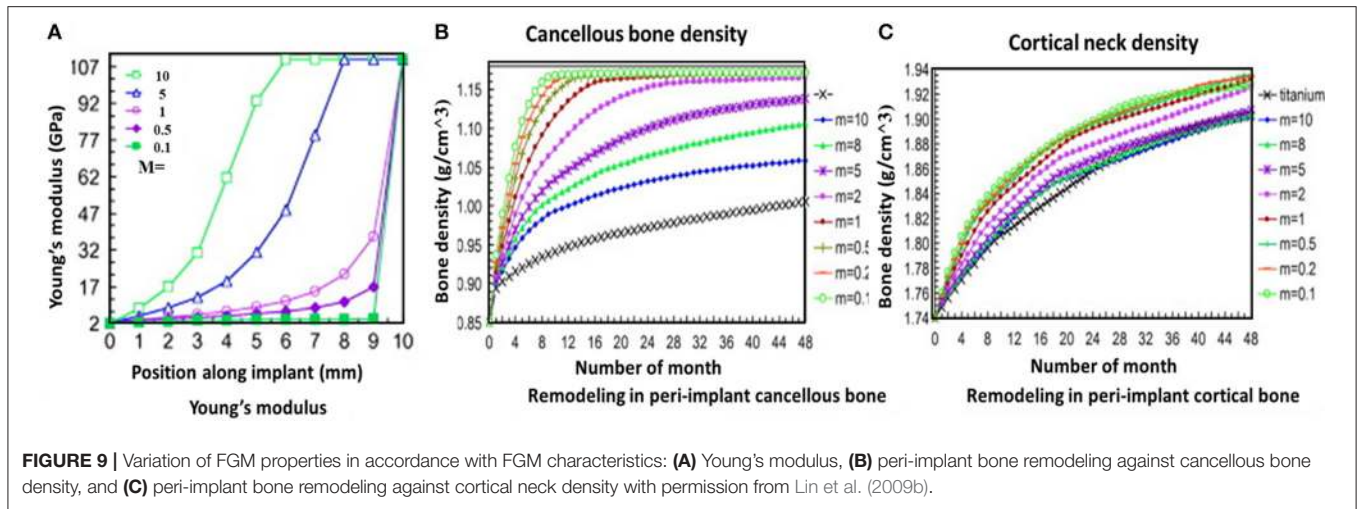 A
107
92
77
62
47
32
17
2
10
5
1
0.5
0.1
M=
Young's modulus (GPa)
0 1 2 3 4 5 6 7 8 9 10
Position along implant (mm)
Young's modulus
B
Cancellous bone density
1.15
1.10
1.05
1.00
0.95
0.90
0.85
Bone density (g/cm^3)
0 4 8 12 16 20 24 28 32 36 40 44 48
Number of month
Remodeling in peri-implant cancellous bone
m=10
m=8
m=5
m=2
m=1
m=0.5
m=0.2
m=0.1
C
Cortical neck density
1.94
1.92
1.90
1.88
1.86
1.84
1.82
1.80
1.78
1.76
1.74
Bone density (g/cm^3)
0 4 8 12 16 20 24 28 32 36 40 44 48
Number of month
Remodeling in peri-implant cortical bone
titanium
m=10
m=8
m=5
m=2
m=1
m=0.5
m=0.2
m=0.1
FIGURE 9 | Variation of FGM properties in accordance with FGM characteristics: (A) Young's modulus, (B) peri-implant bone remodeling against cancellous bone
density, and (C) peri-implant bone remodeling against cortical neck density with permission from Lin et al. (2009b).